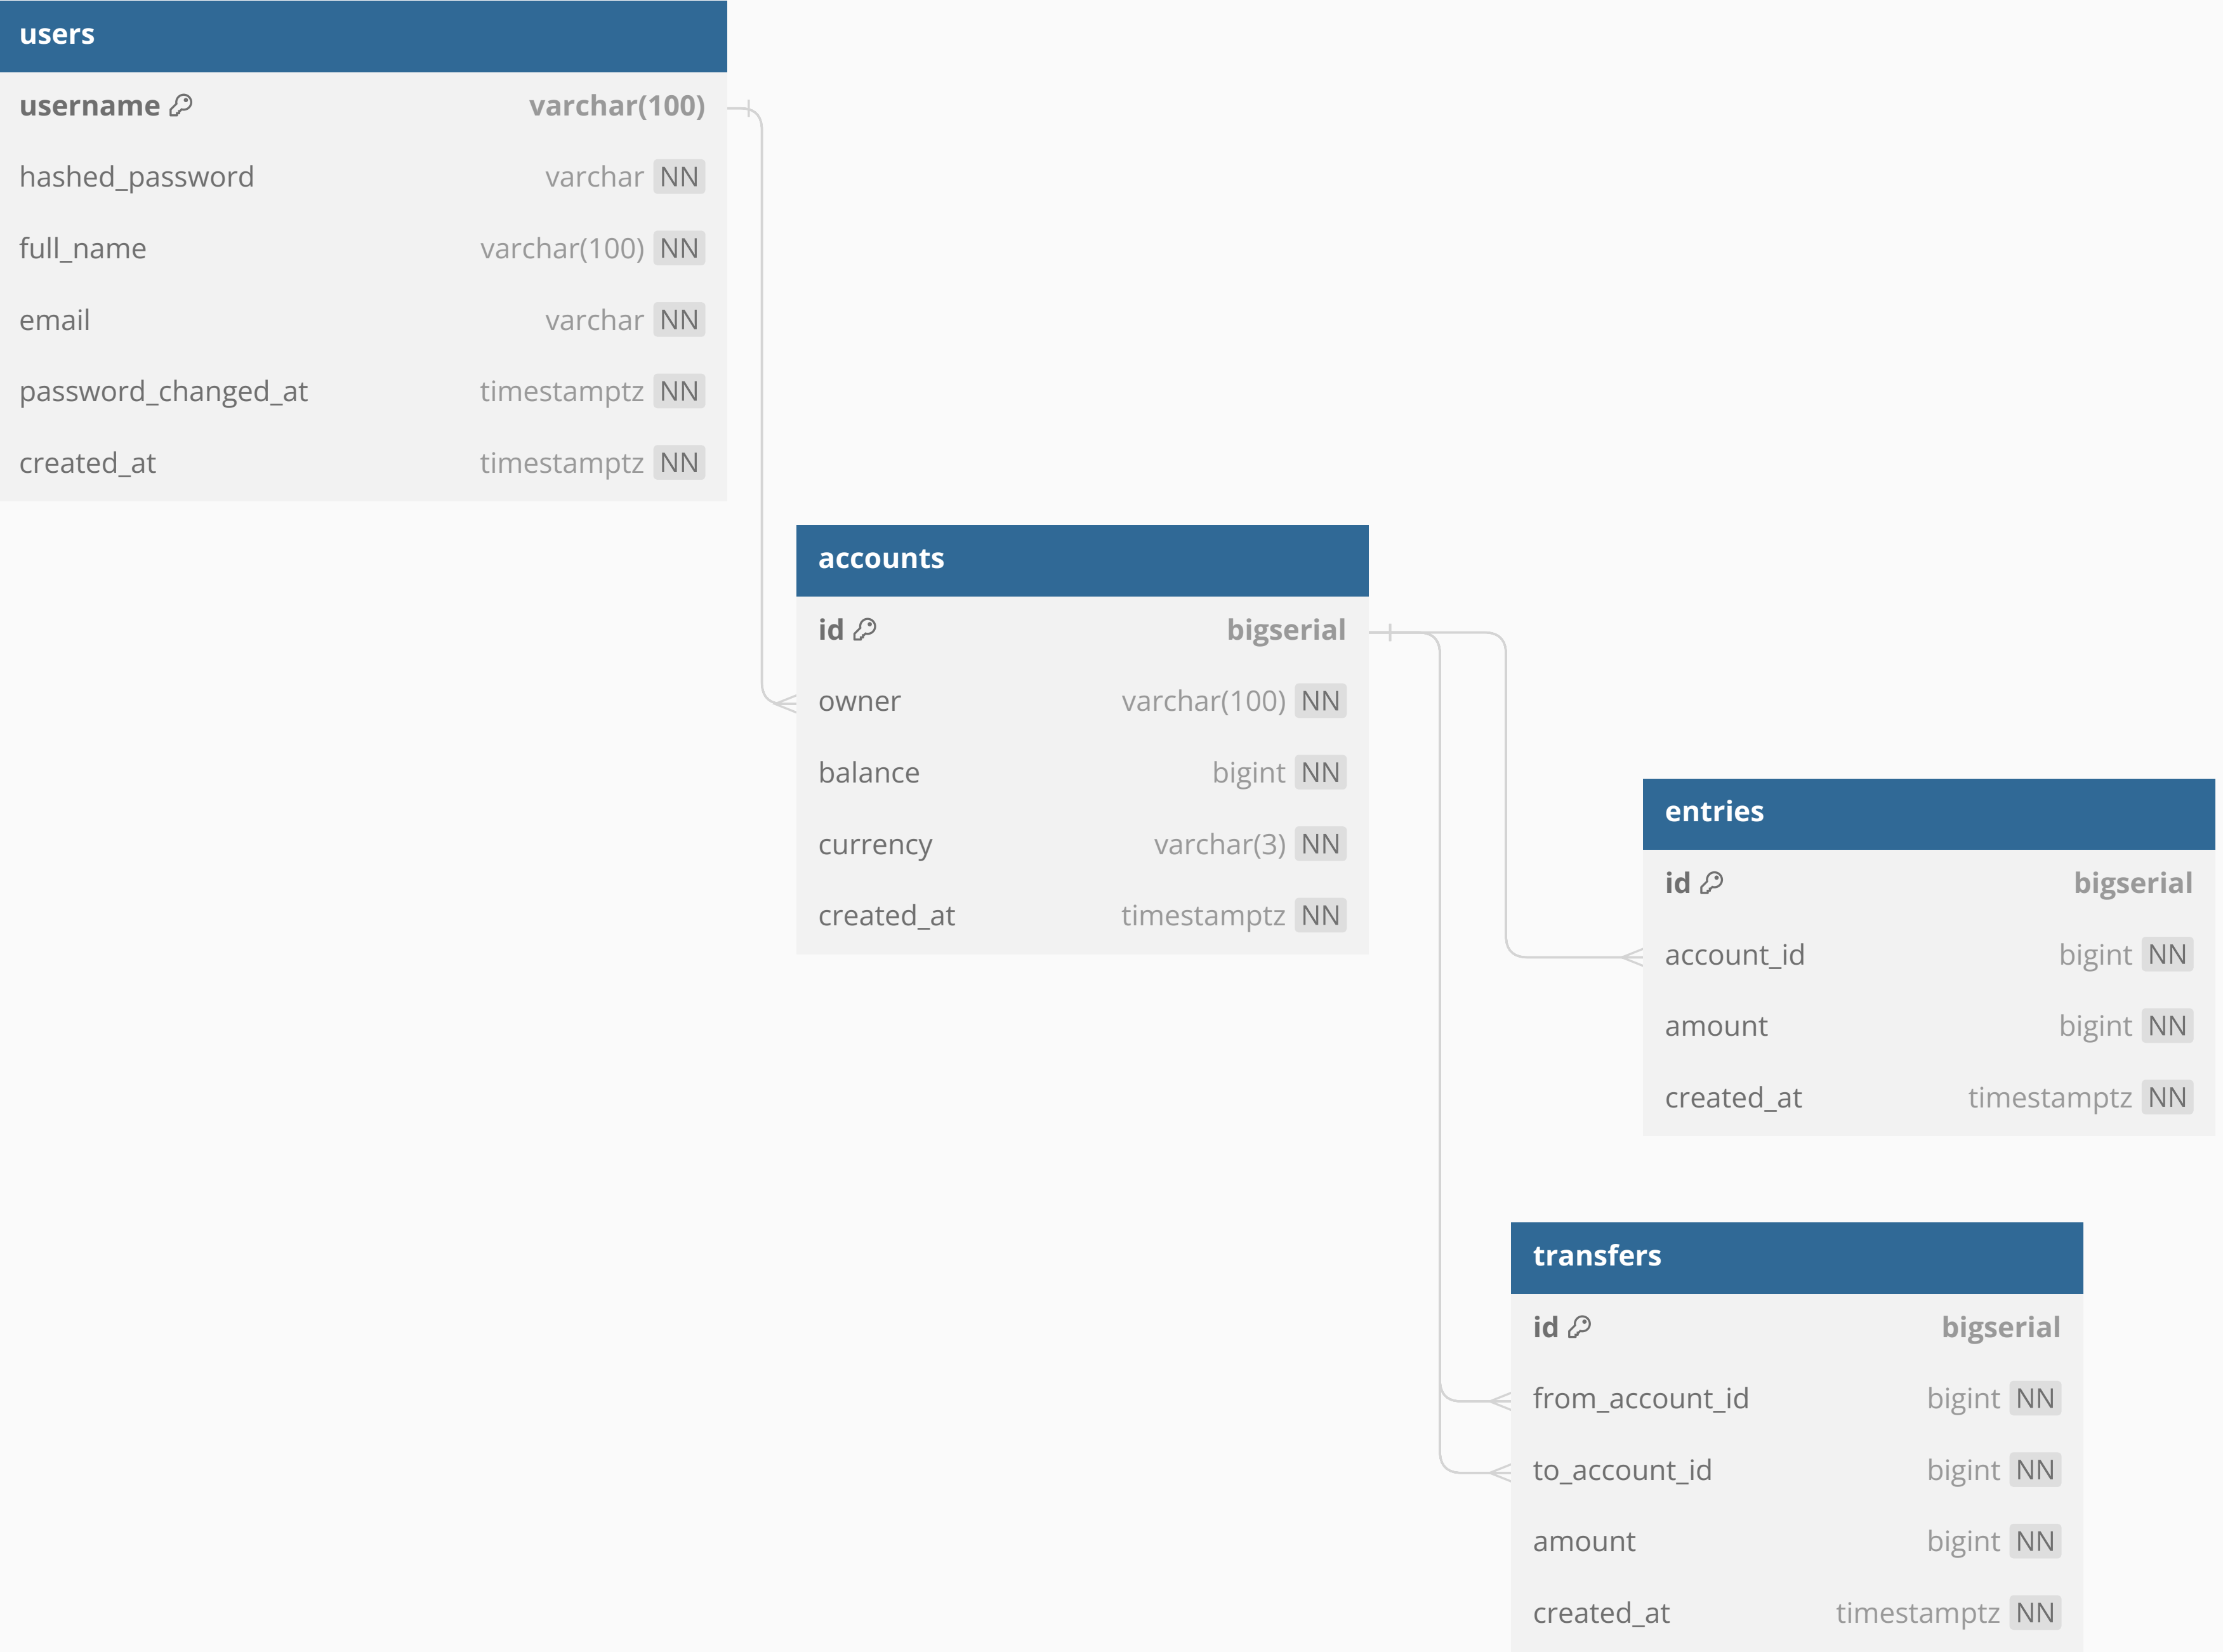 users
username varchar(100)
hashed_password varchar NN
full_name varchar(100) NN
email varchar NN
password_changed_at timestamptz NN
created_at timestamptz NN
accounts
id bigserial
owner varchar(100) NN
balance bigint NN
currency varchar(3) NN
created_at timestamptz NN
entries
id bigserial
account_id bigint NN
amount bigint NN
created_at timestamptz NN
transfers
id bigserial
from_account_id bigint NN
to_account_id bigint NN
amount bigint NN
created_at timestamptz NN